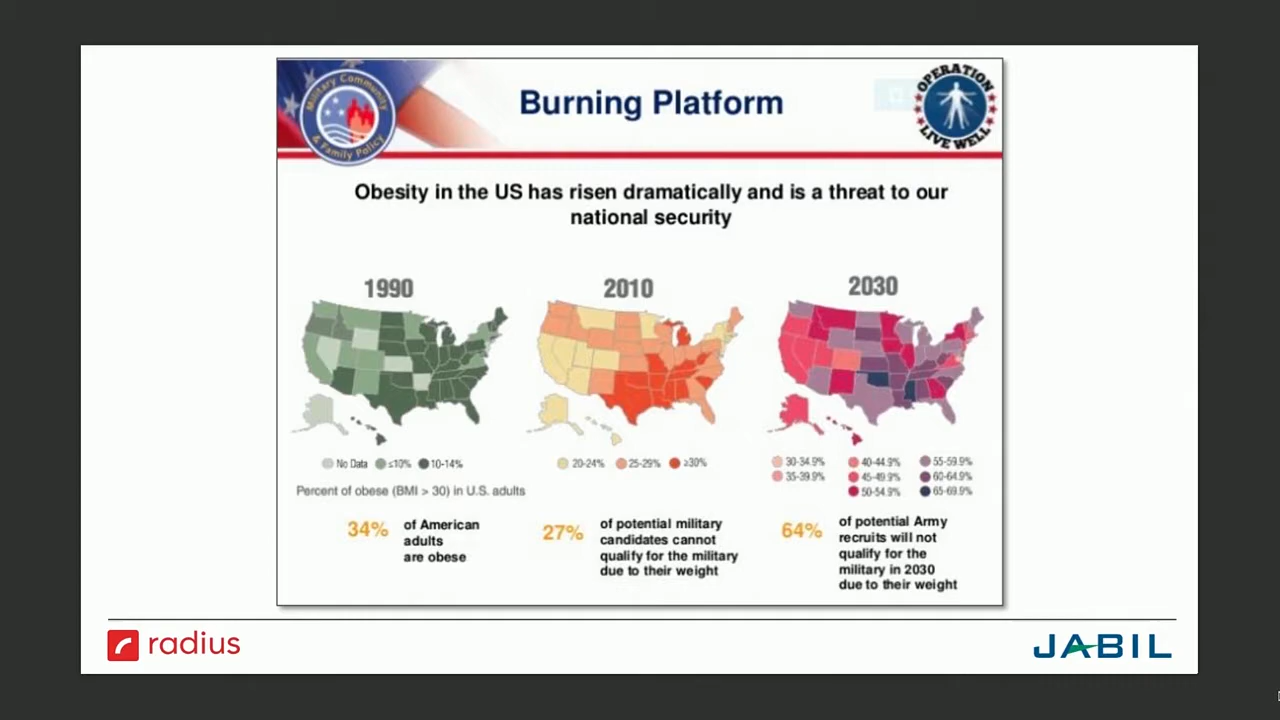 Military Community
& Family Policy
Burning Platform
OPERATION
LIVE WELL
Obesity in the US has risen dramatically and is a threat to our
national security
1990
2010
2030
No Data ≤10% 10-14%
20-24% 25-29% ≥30%
30-34.9% 40-44.9% 55-59.9%
35-39.9% 45-49.9% 60-64.9%
50-54.9% 65-69.9%
Percent of obese (BMI > 30) in U.S. adults
34%
of American
adults
are obese
27%
of potential military
candidates cannot
qualify for the military
due to their weight
64%
of potential Army
recruits will not
qualify for the
military in 2030
due to their weight
radius
JABIL